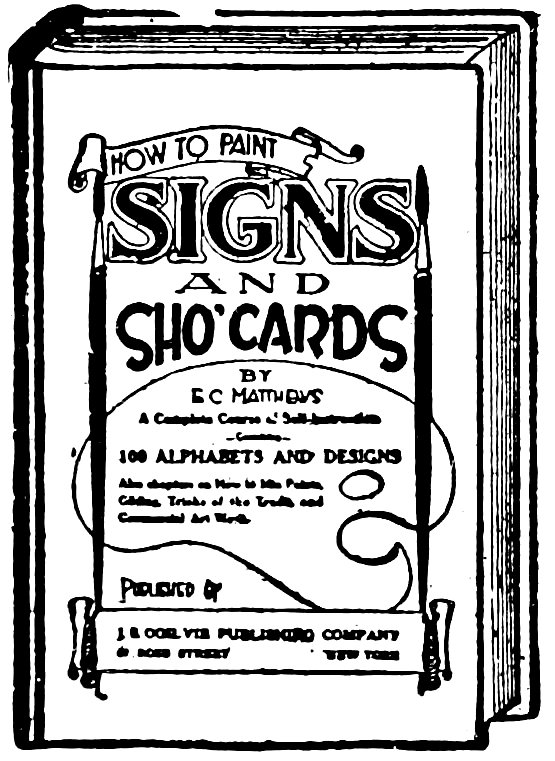 HOW TO PAINT
SIGNS
AND
SHO'CARDS
BY
E C MATTHEWS
A Complete Course of Self-Instruction
Containing
100 ALPHABETS AND DESIGNS
Also chapters on How to Mix Paints,
Gilding, Tricks of the Trade, and
Commercial Art Work.
PUBLISHED BY
J. S. OGILVIE PUBLISHING COMPANY
ROSE STREET NEW YORK